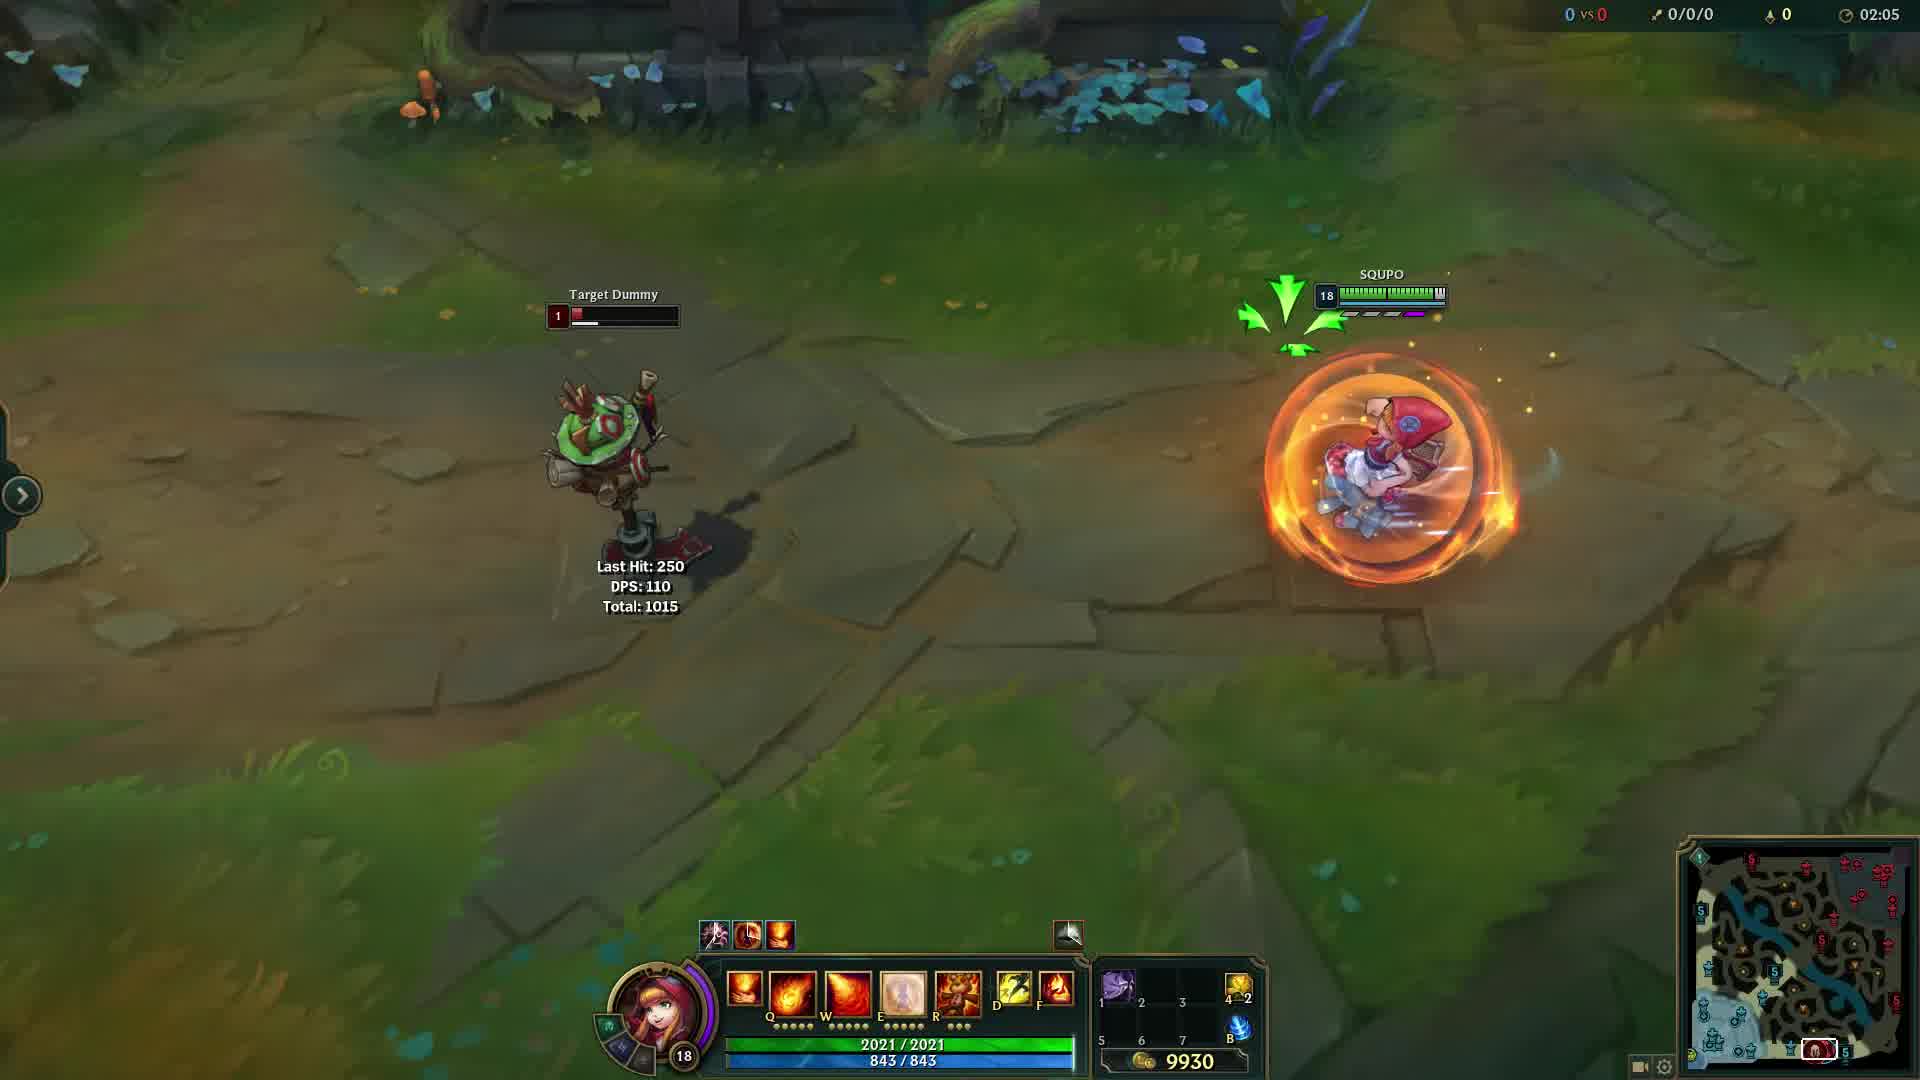 0 vs 0 0/0/0 0 02:05
SQUPO
18
Target Dummy
1
Last Hit: 250
DPS: 110
Total: 1015
Q W E R D F
18
2021 / 2021
843 / 843
1 2 3 4 2
5 6 7 B
9930
S
S
S
S
S
S